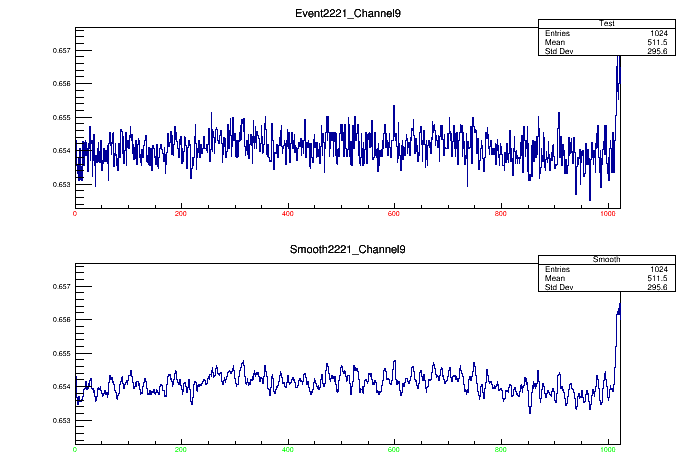 Event2221_Channel9
Test
Entries 1024
Mean 511.5
Std Dev 295.6
0.657
0.656
0.655
0.654
0.653
0 200 400 600 800 1000
Smooth2221_Channel9
Smooth
Entries 1024
Mean 511.5
Std Dev 295.6
0.657
0.656
0.655
0.654
0.653
0 200 400 600 800 1000